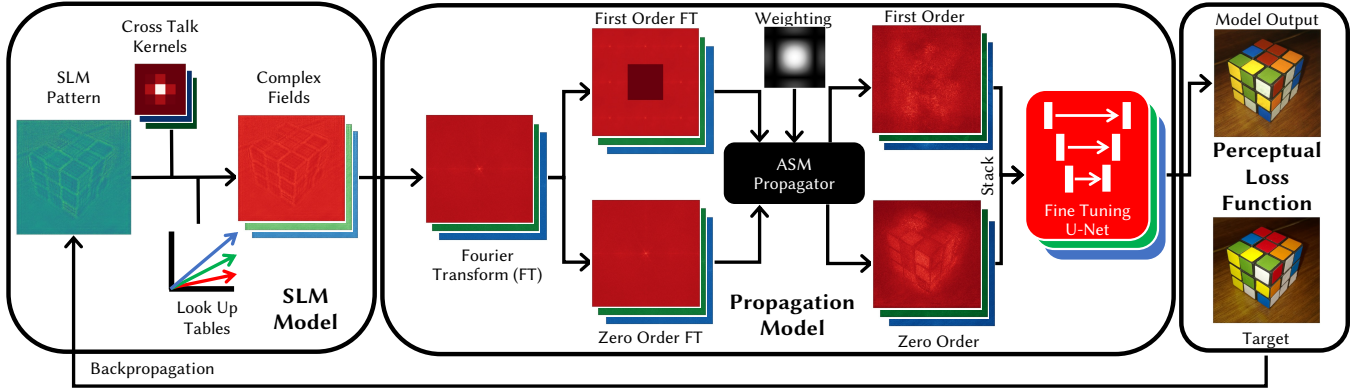 Cross Talk
Kernels
SLM
Pattern
Complex
Fields
Look Up
Tables
SLM
Model
First Order FT
Weighting
First Order
Fourier
Transform (FT)
ASM
Propagator
Stack
Zero Order FT
Propagation
Model
Zero Order
Fine Tuning
U-Net
Model Output
Perceptual
Loss
Function
Target
Backpropagation